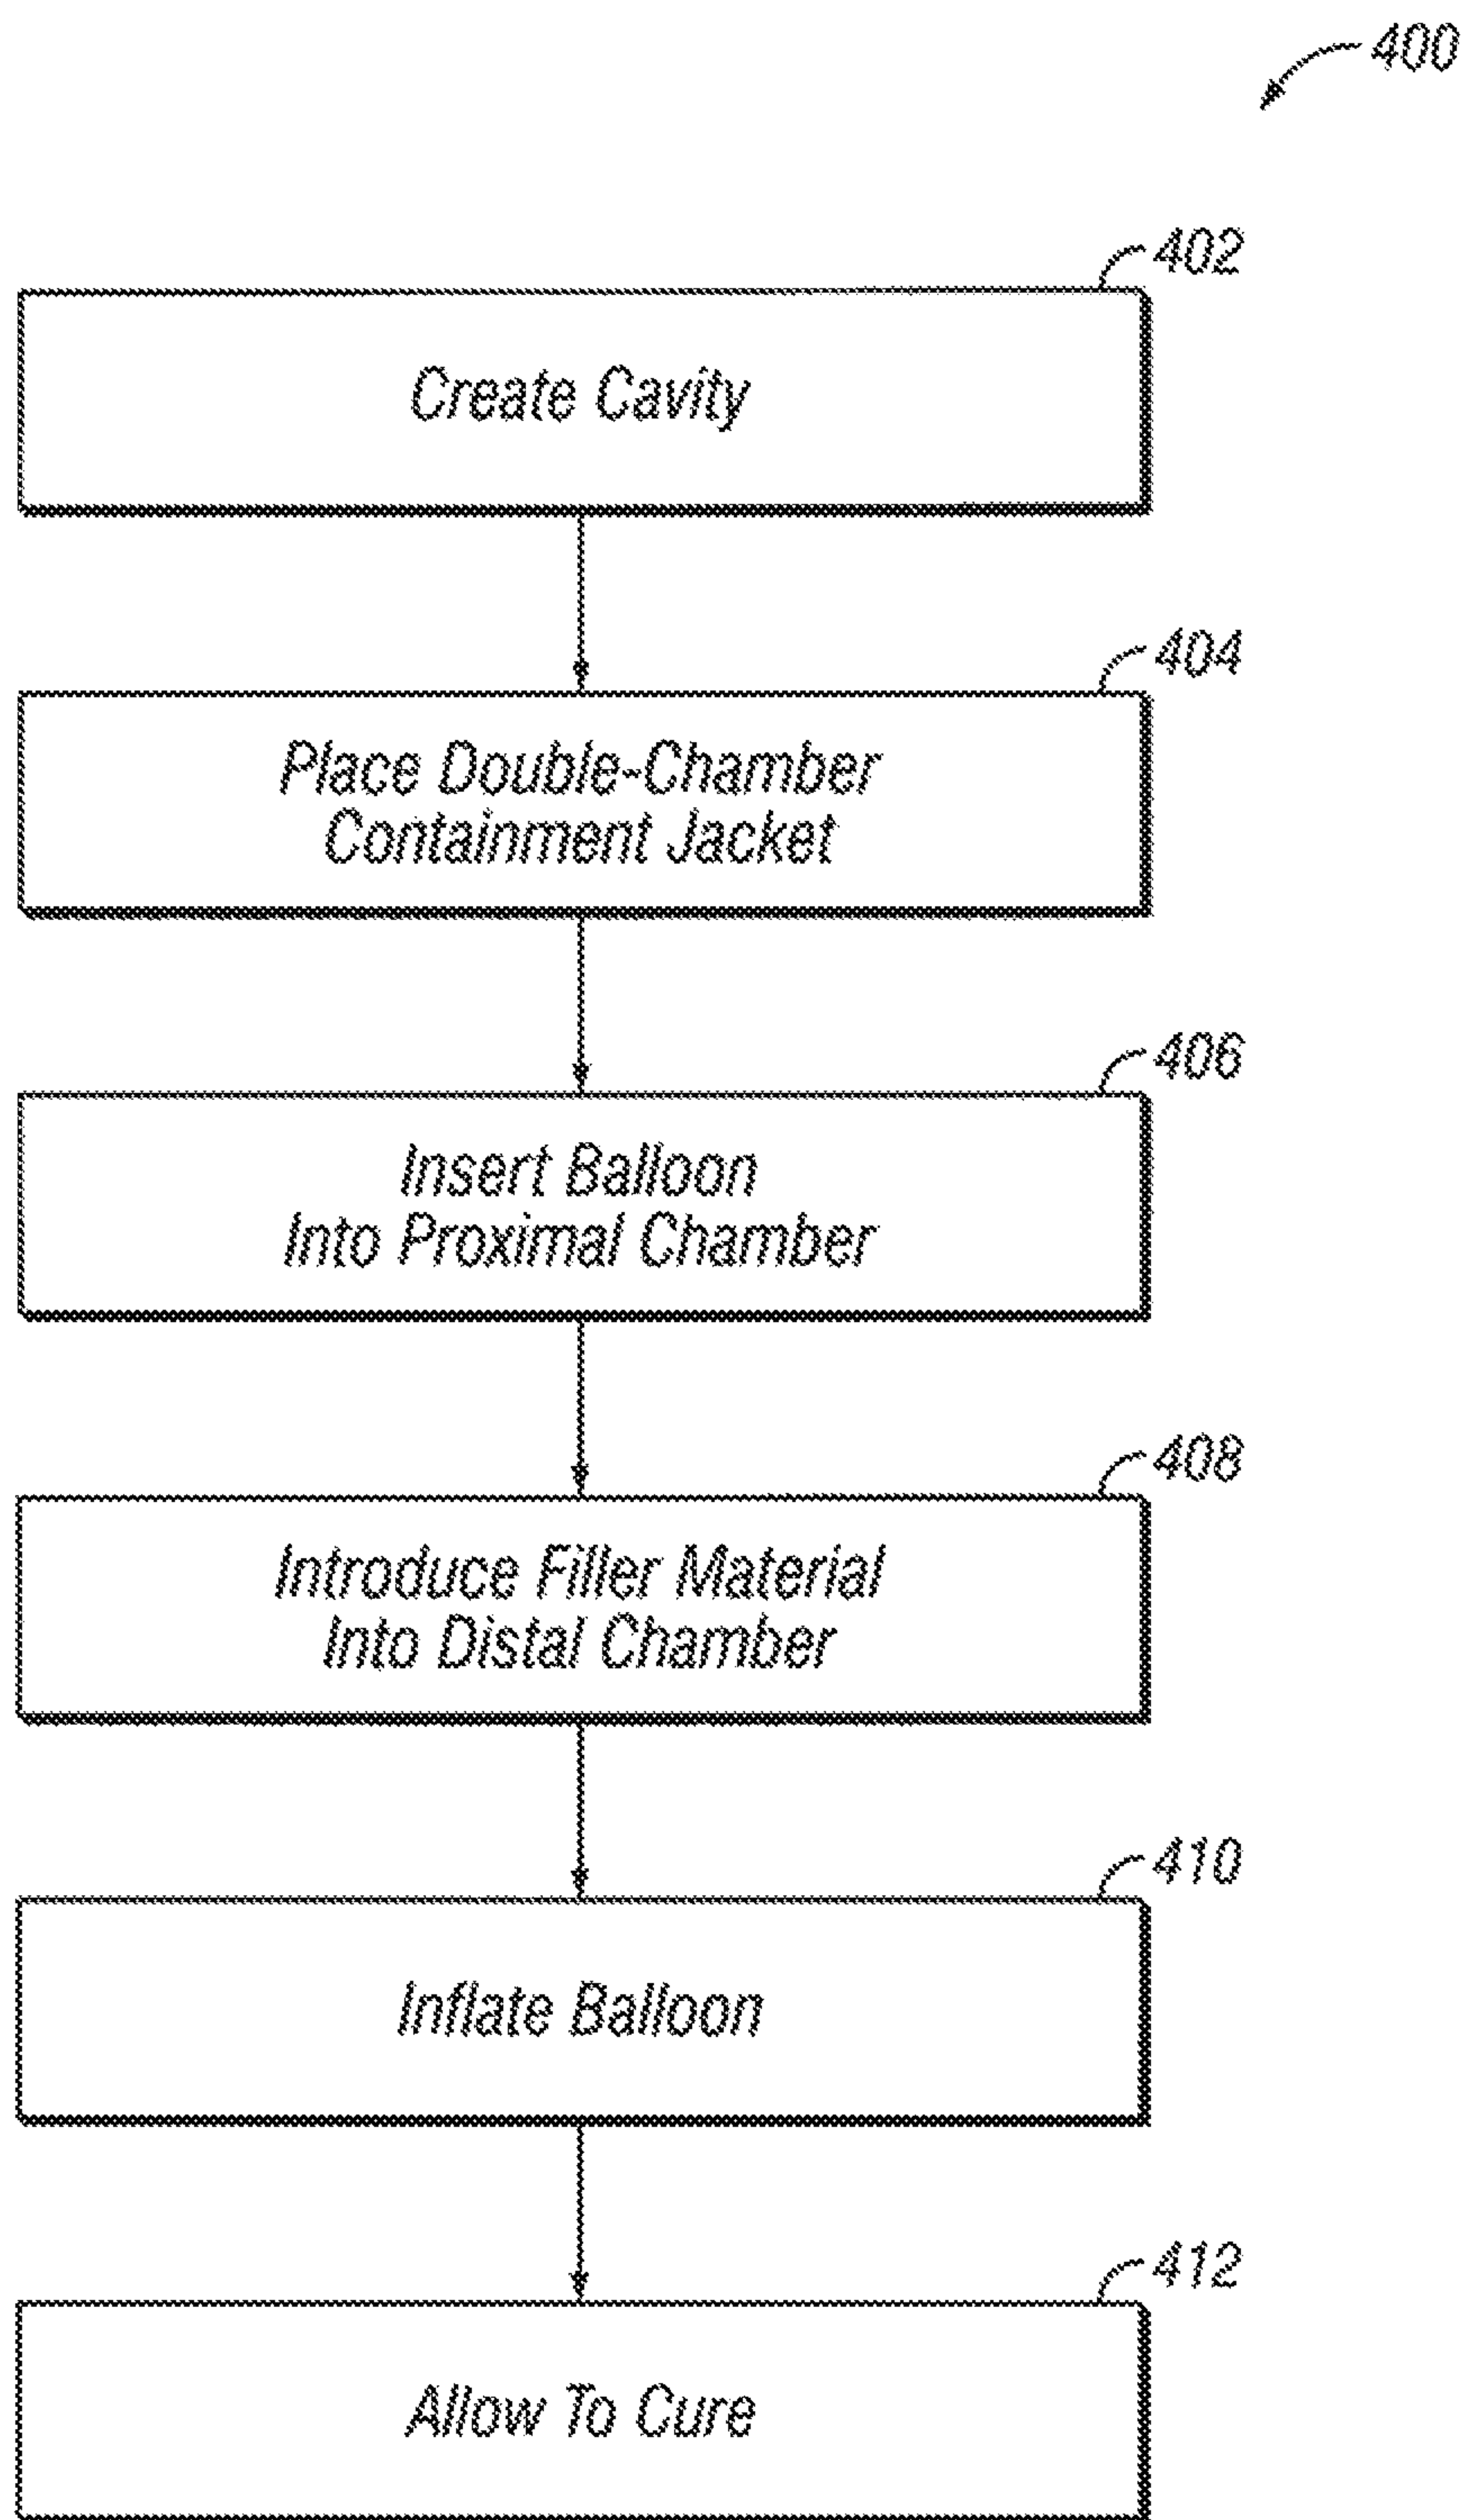 400
402
Create Cavity
404
Place Double-Chamber
Containment Jacket
406
Insert Balloon
Into Proximal Chamber
408
Introduce Filler Material
Into Distal Chamber
410
Inflate Balloon
412
Allow To Cure